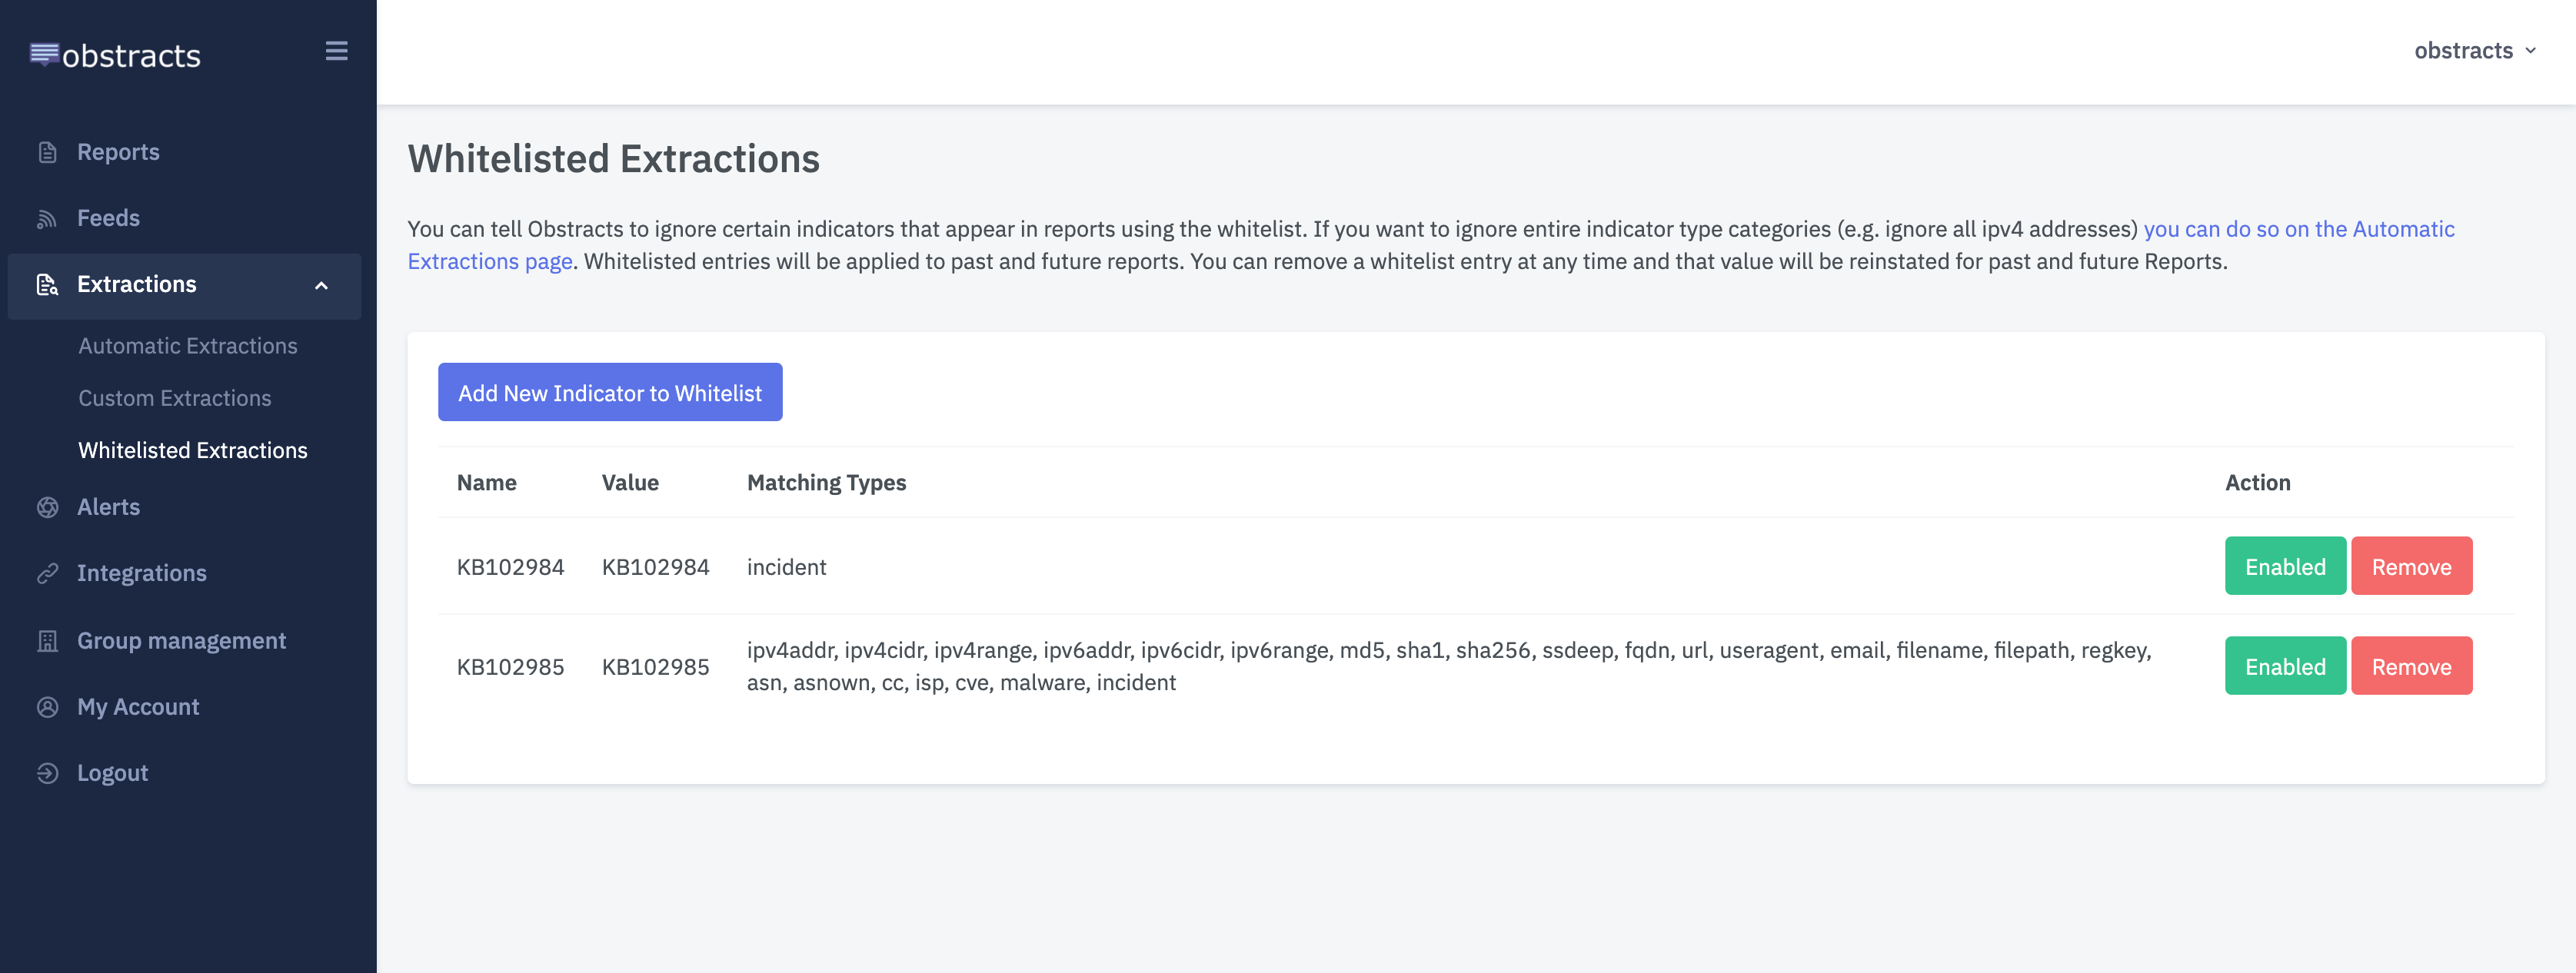 obstracts
obstracts
Reports
Feeds
Extractions
Automatic Extractions
Custom Extractions
Whitelisted Extractions
Alerts
Integrations
Group management
My Account
Logout
Whitelisted Extractions
You can tell Obstracts to ignore certain indicators that appear in reports using the whitelist. If you want to ignore entire indicator type categories (e.g. ignore all ipv4 addresses) you can do so on the Automatic
Extractions page. Whitelisted entries will be applied to past and future reports. You can remove a whitelist entry at any time and that value will be reinstated for past and future Reports.
Add New Indicator to Whitelist
Name Value Matching Types Action
KB102984 KB102984 incident Enabled Remove
KB102985 KB102985 ipv4addr, ipv4cidr, ipv4range, ipv6addr, ipv6cidr, ipv6range, md5, sha1, sha256, ssdeep, fqdn, url, useragent, email, filename, filepath, regkey,
asn, asnown, cc, isp, cve, malware, incident Enabled Remove